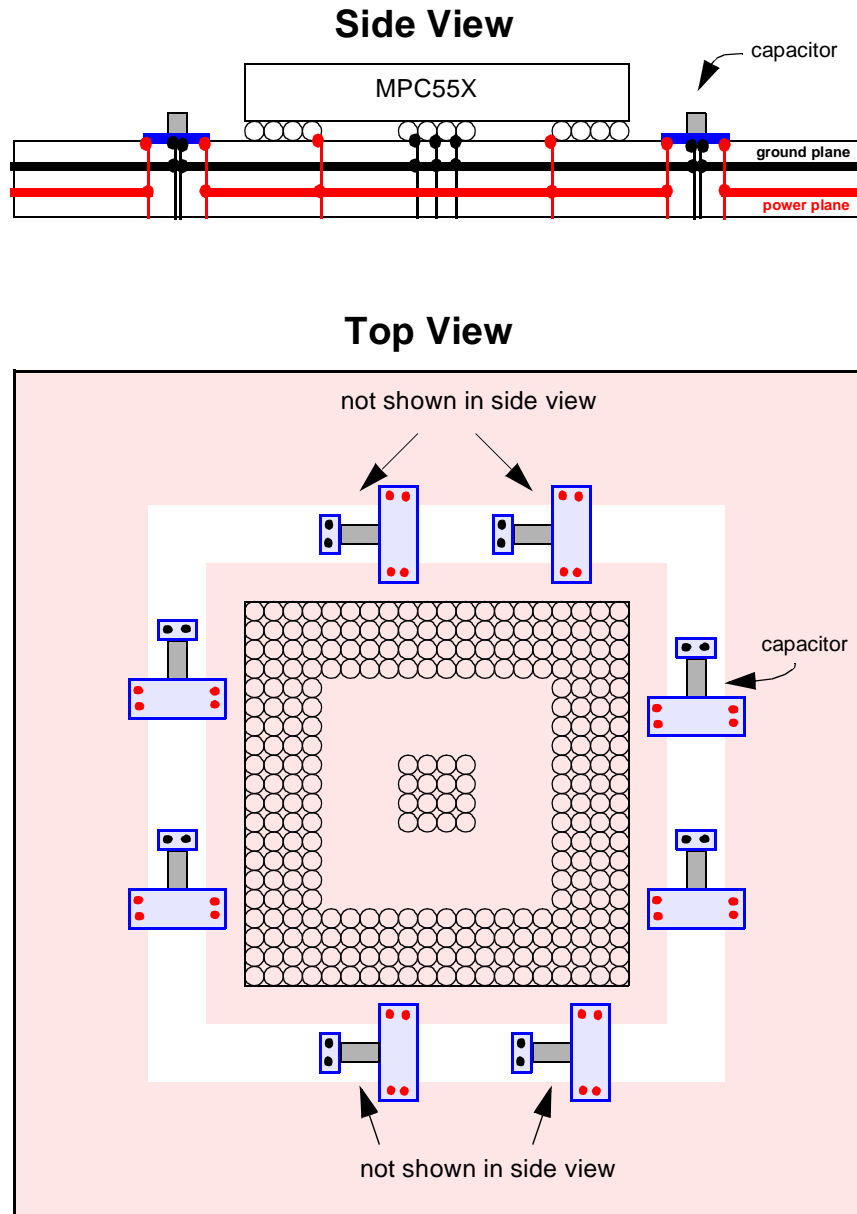 Side View
capacitor
MPC55X
ground plane
power plane
Top View
not shown in side view
capacitor
not shown in side view